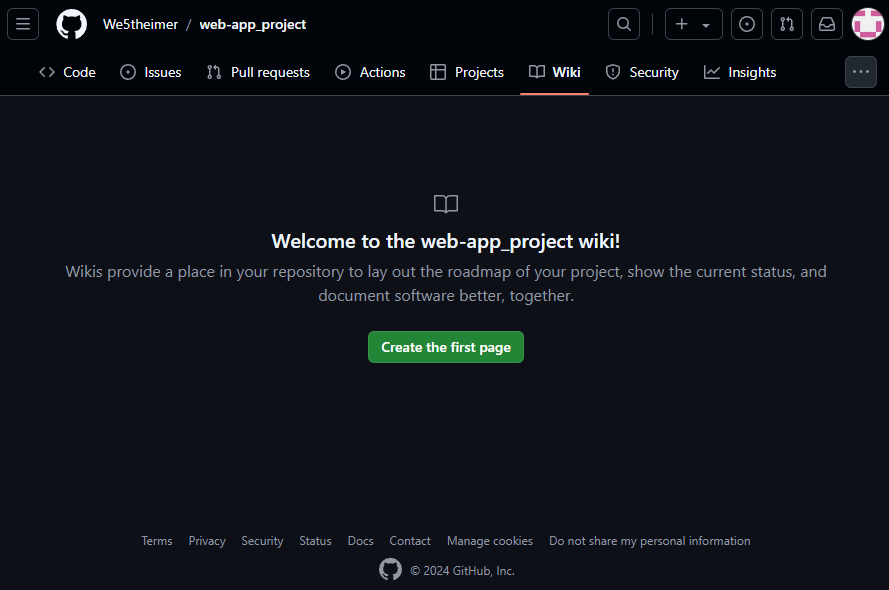 We5theimer / web-app_project
Code Issues Pull requests Actions Projects Wiki Security Insights
Welcome to the web-app_project wiki!
Wikis provide a place in your repository to lay out the roadmap of your project, show the current status, and
document software better, together.
Create the first page
Terms Privacy Security Status Docs Contact Manage cookies Do not share my personal information
© 2024 GitHub, Inc.